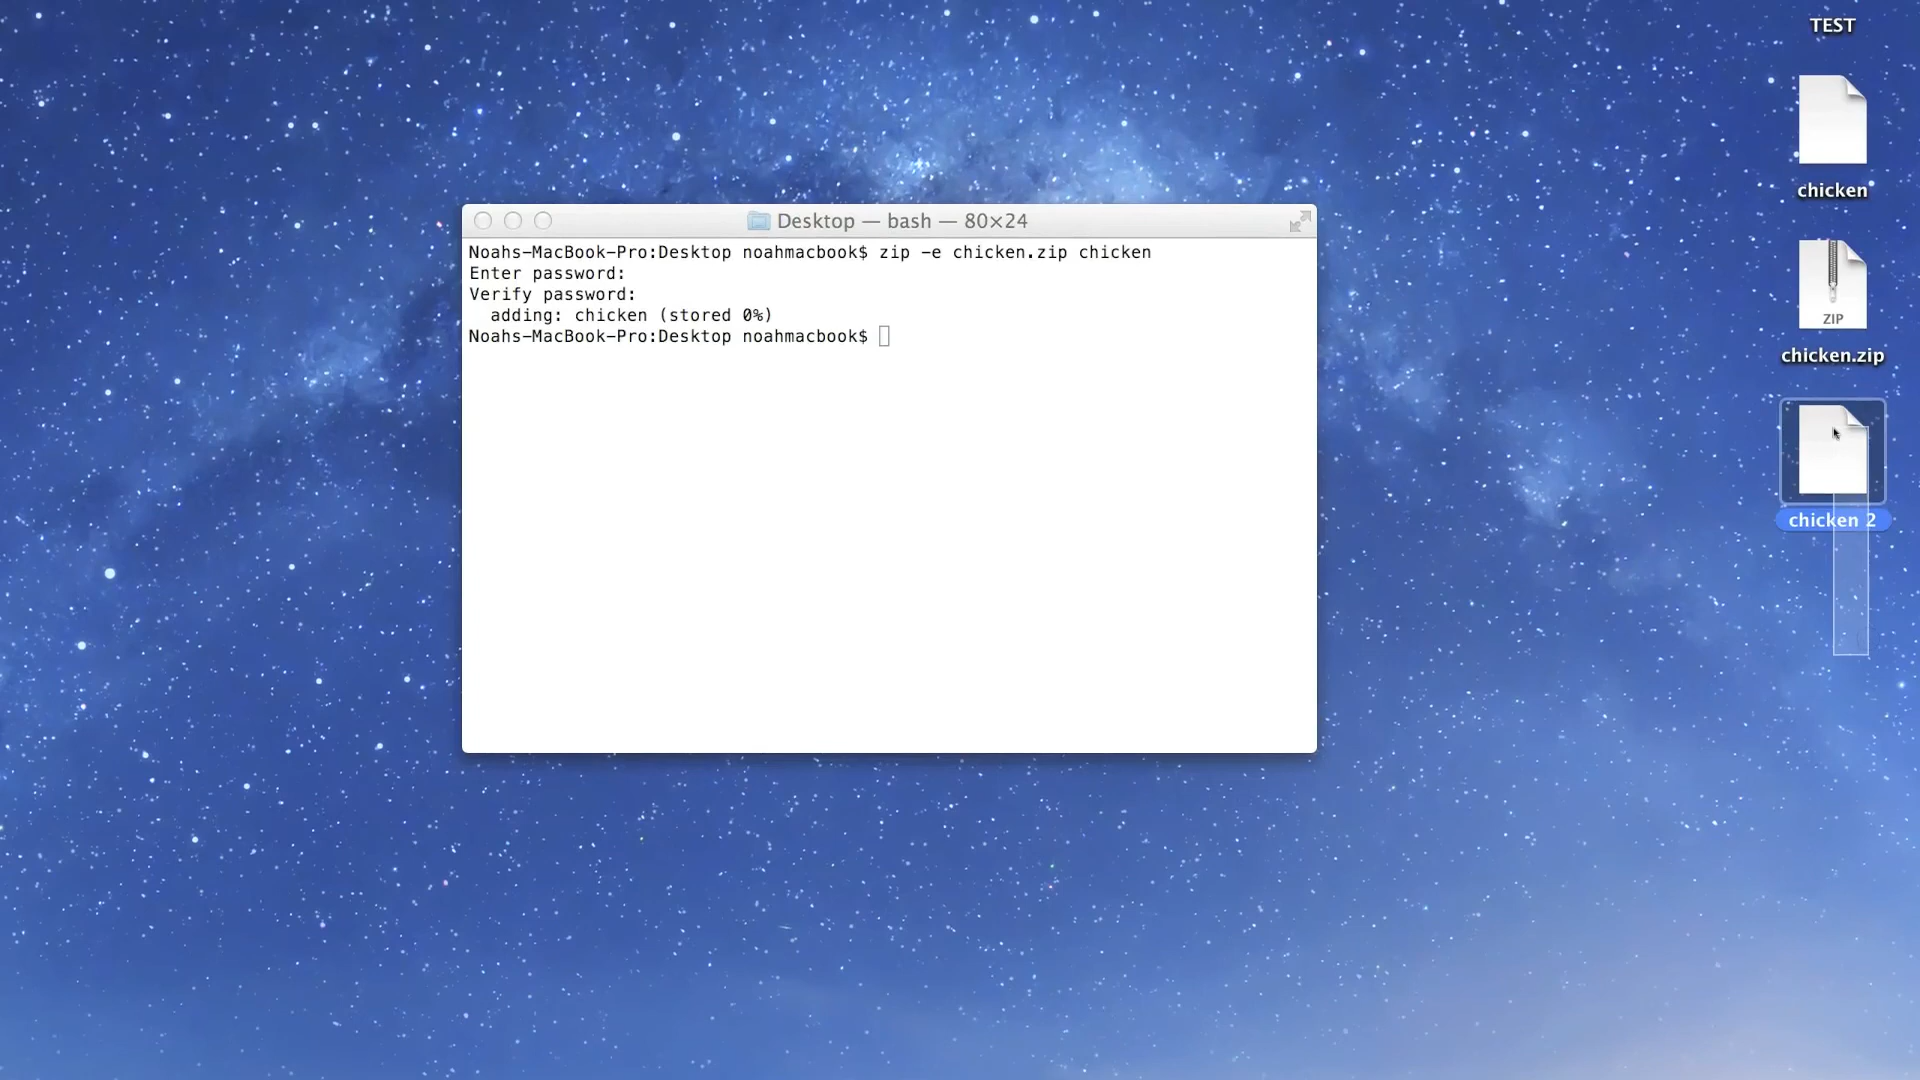 TEST
chicken
ZIP
chicken.zip
chicken 2
Desktop — bash — 80×24
Noahs-MacBook-Pro:Desktop noahmacbook$ zip -e chicken.zip chicken
Enter password:
Verify password:
adding: chicken (stored 0%)
Noahs-MacBook-Pro:Desktop noahmacbook$